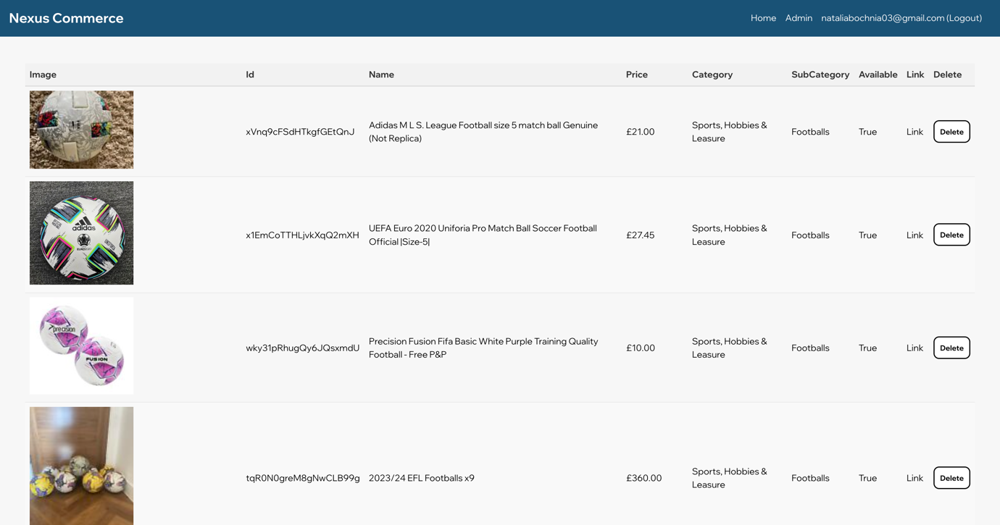 Nexus Commerce
Home Admin nataliabochnia03@gmail.com (Logout)
Image Id Name Price Category SubCategory Available Link Delete
xVnq9cFSdHTkgfGEtQnJ
Adidas M L S. League Football size 5 match ball Genuine
(Not Replica)
£21.00
Sports, Hobbies &
Leasure
Footballs
True
Link
Delete
adidas
EURO2020
x1EmCoTTHLjvkXqQ2mXH
UEFA Euro 2020 Uniforia Pro Match Ball Soccer Football
Official |Size-5|
£27.45
Sports, Hobbies &
Leasure
Footballs
True
Link
Delete
precision
FUSION
wky31pRhugQy6JQsxmdU
Precision Fusion Fifa Basic White Purple Training Quality
Football - Free P&P
£10.00
Sports, Hobbies &
Leasure
Footballs
True
Link
Delete
tqR0N0greM8gNwCLB99g
2023/24 EFL Footballs x9
£360.00
Sports, Hobbies &
Leasure
Footballs
True
Link
Delete